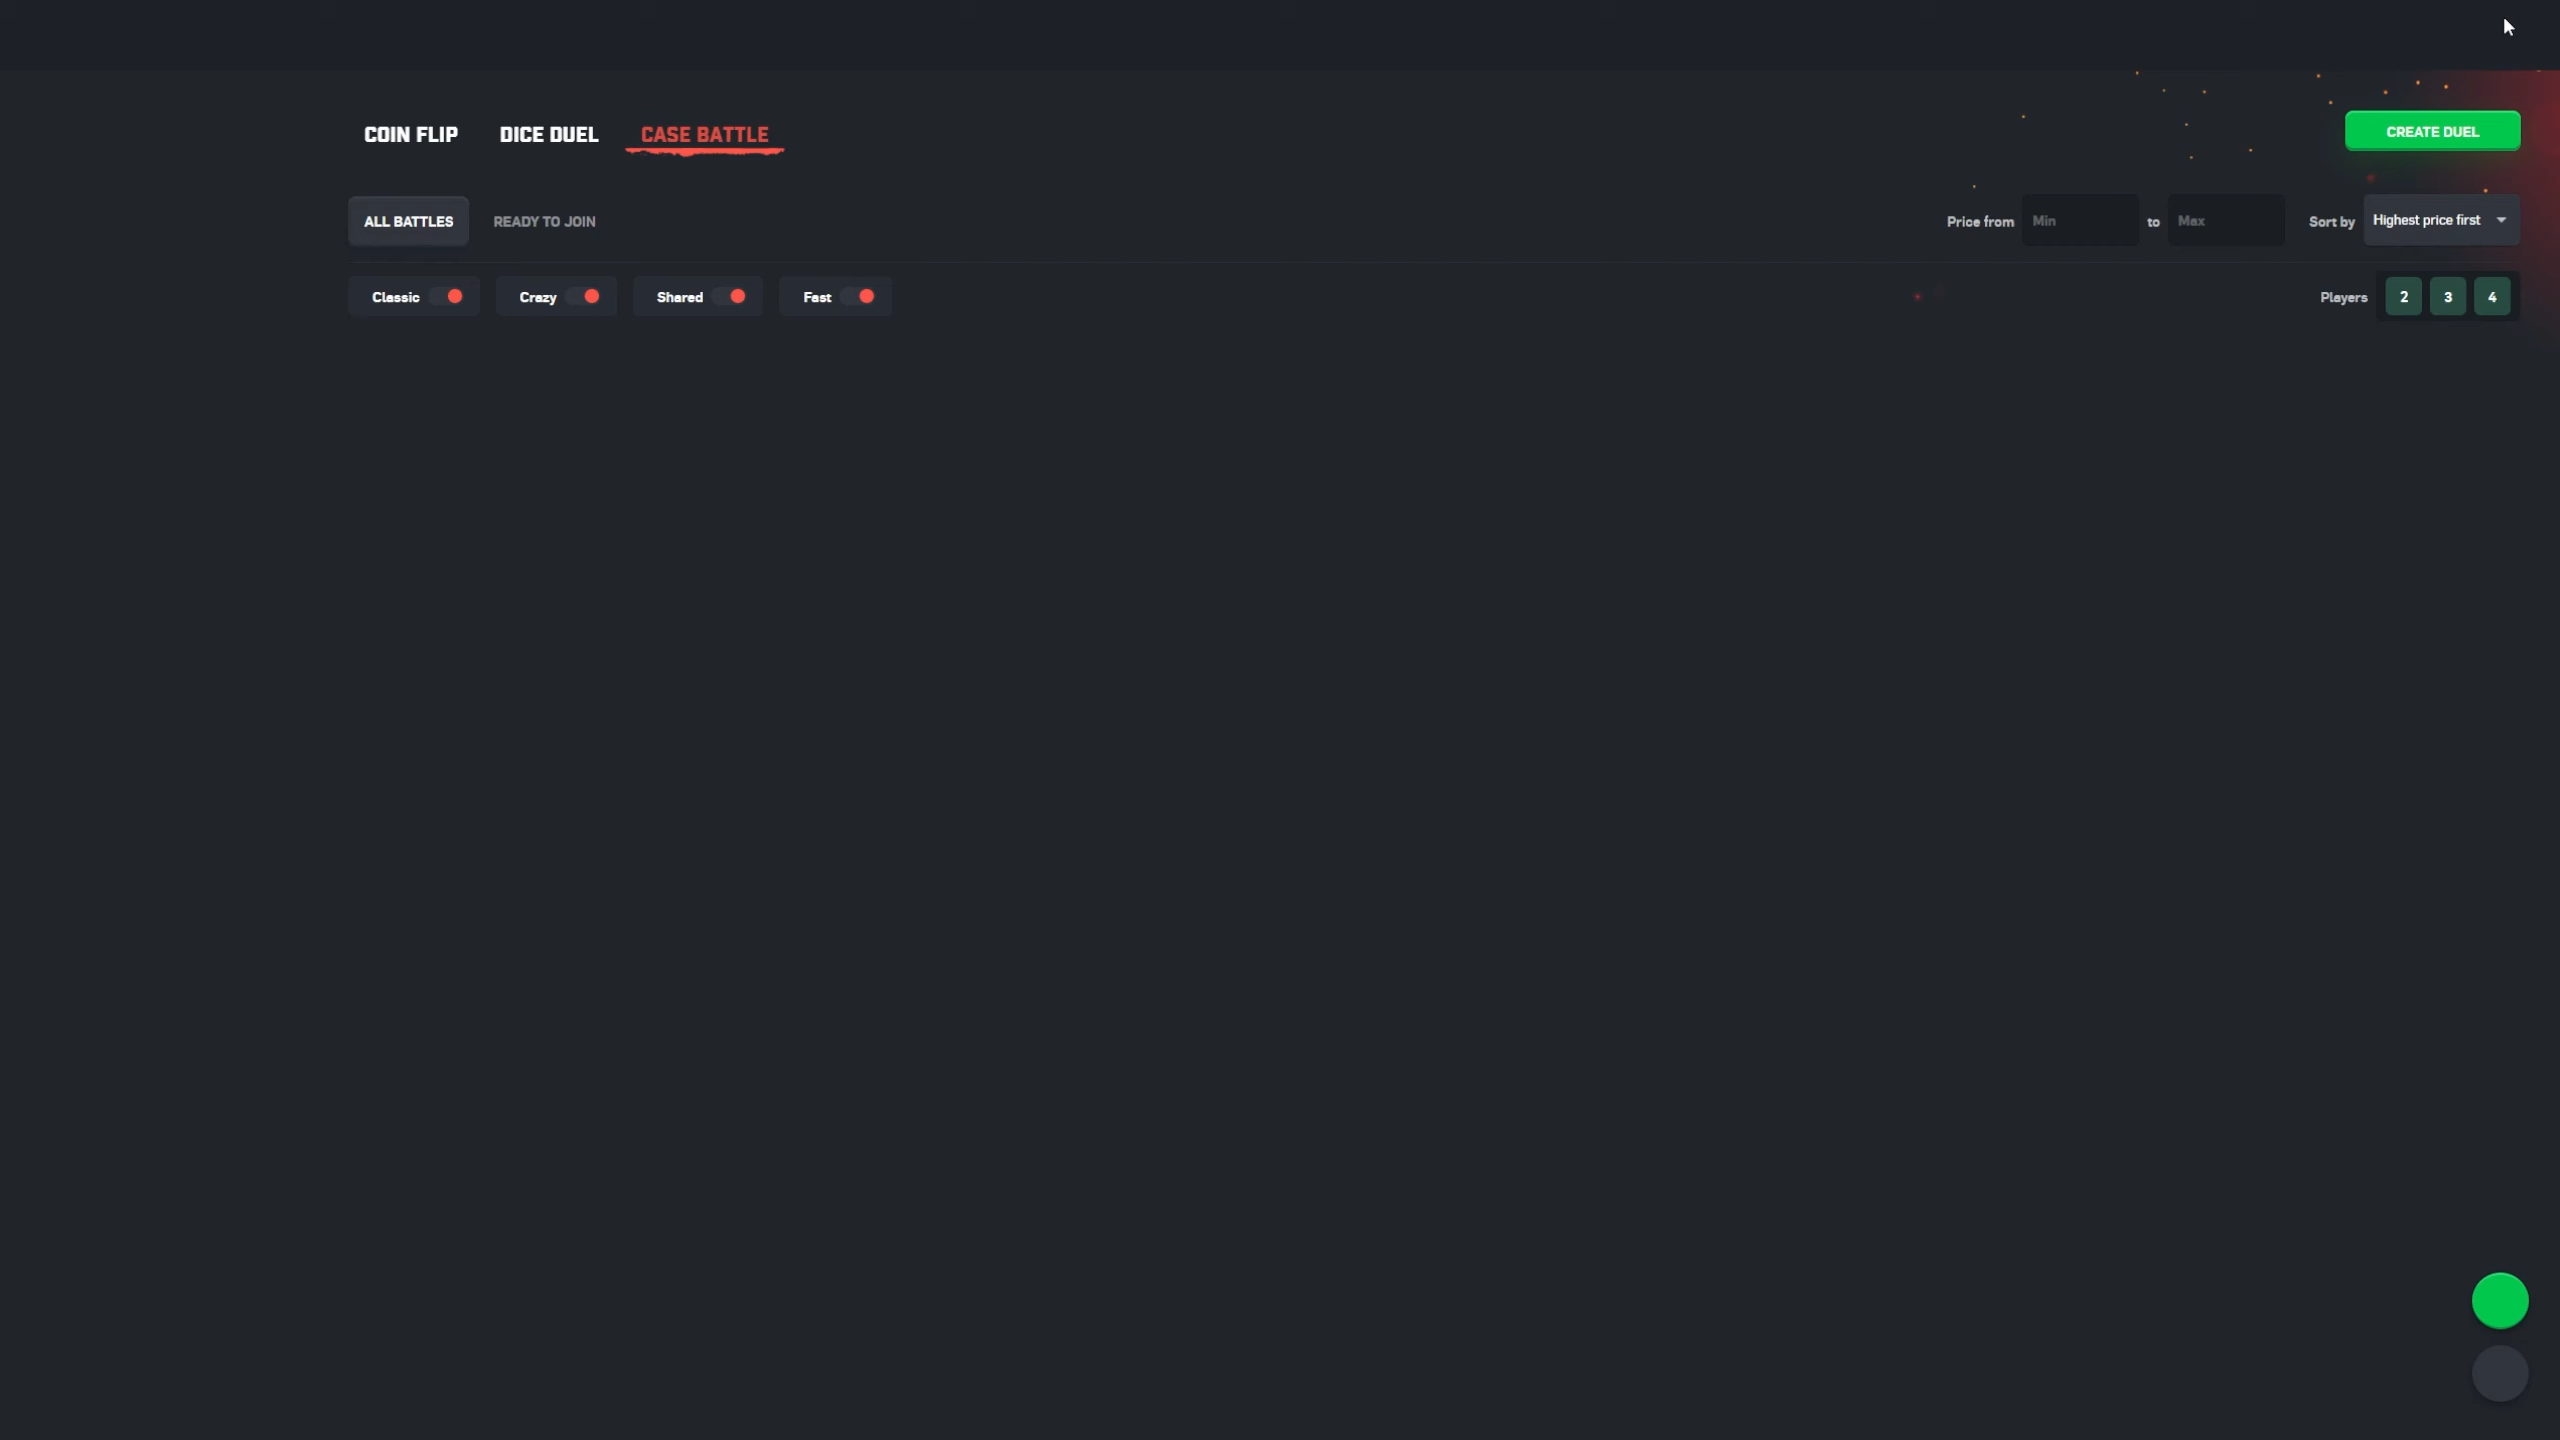 COIN FLIP DICE DUEL CASE BATTLE CREATE DUEL
ALL BATTLES READY TO JOIN Price from Min to Max Sort by Highest price first
Classic Crazy Shared Fast Players 2 3 4